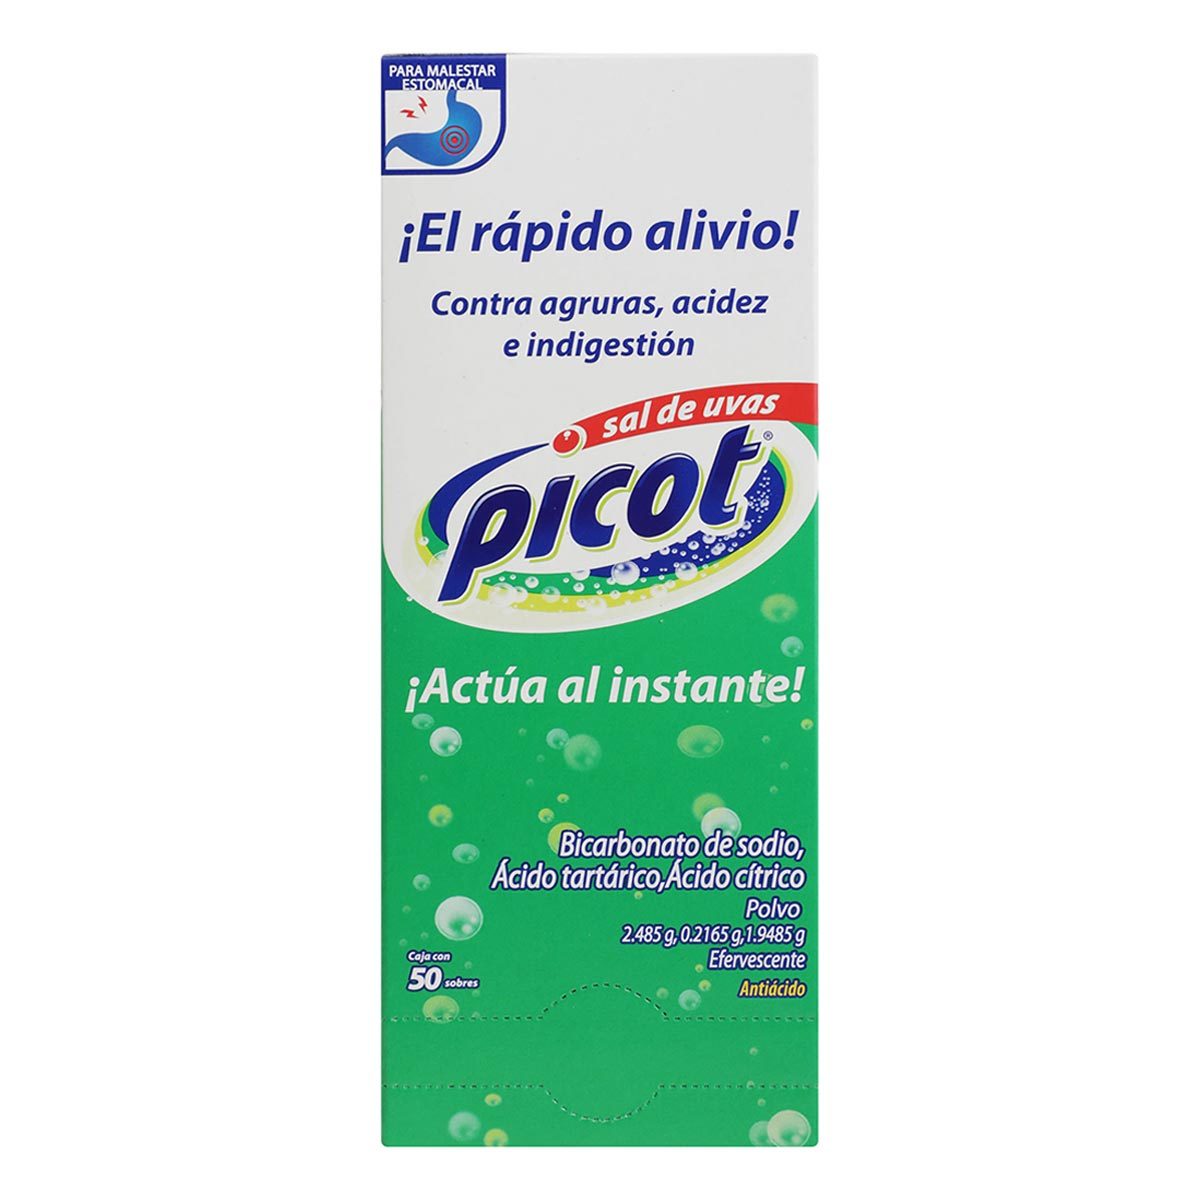 PARA MALESTAR
ESTOMACAL
¡El rápido alivio!
Contra agruras, acidez
e indigestión
sal de uvas
picot®
¡Actúa al instante!
Bicarbonato de sodio,
Ácido tartárico,Ácido cítrico
Polvo
2.485 g, 0.2165 g,1.9485 g
Efervescente
Antiácido
Caja con
50 sobres